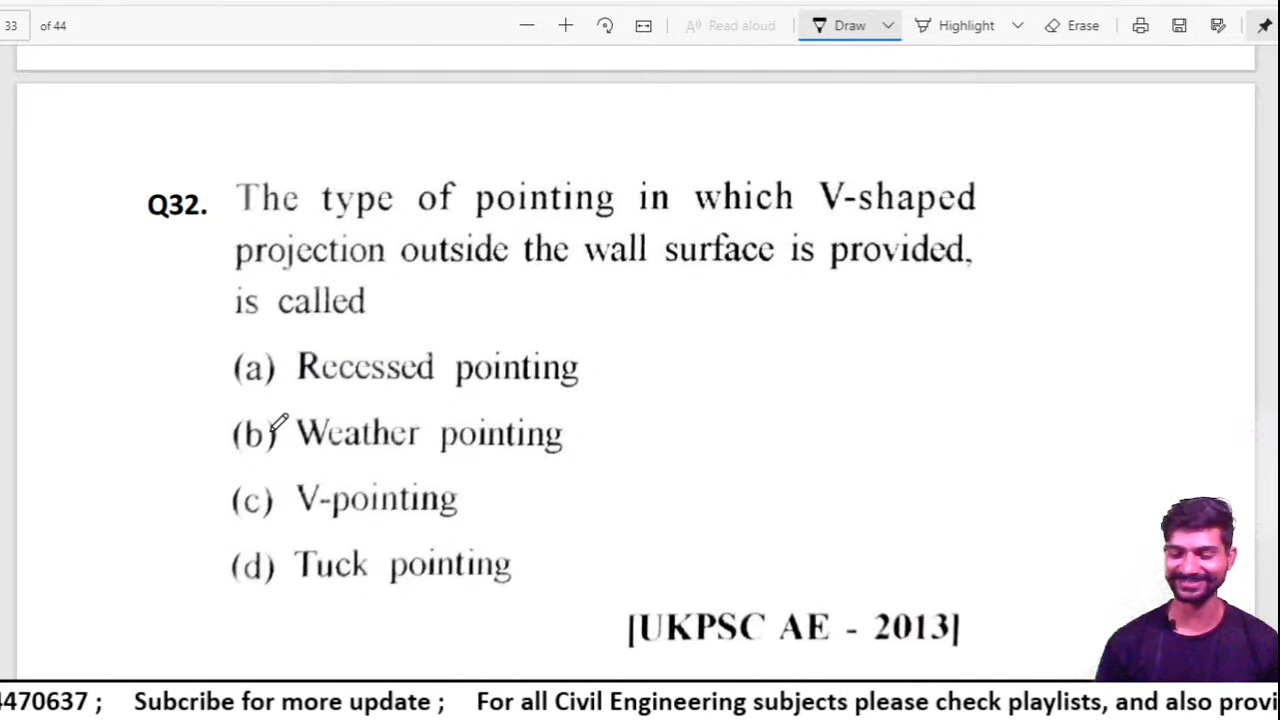 33 of 44 Read aloud Draw Highlight Erase
Q32. The type of pointing in which V-shaped
projection outside the wall surface is provided,
is called
(a) Recessed pointing
(b) Weather pointing
(c) V-pointing
(d) Tuck pointing
[UKPSC AE - 2013]
4470637 ; Subcribe for more update ; For all Civil Engineering subjects please check playlists, and also provi